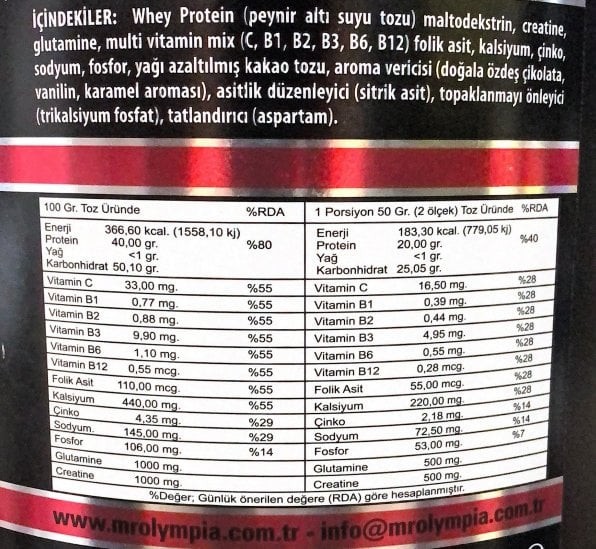 İÇİNDEKİLER: Whey Protein (peynir altı suyu tozu) maltodekstrin, creatine,
glutamine, multi vitamin mix (C, B1, B2, B3, B6, B12) folik asit, kalsiyum, çinko,
sodyum, fosfor, yağı azaltılmış kakao tozu, aroma vericisi (doğala özdeş çikolata,
vanilin, karamel aroması), asitlik düzenleyici (sitrik asit), topaklanmayı önleyici
(trikalsiyum fosfat), tatlandırıcı (aspartam).
100 Gr. Toz Üründe %RDA 1 Porsiyon 50 Gr. (2 ölçek) Toz Üründe %RDA
Enerji 366,60 kcal. (1558,10 kj) Enerji 183,30 kcal. (779,05 kj)
Protein 40,00 gr. %80 Protein 20,00 gr. %40
Yağ <1 gr. Yağ <1 gr.
Karbonhidrat 50,10 gr. Karbonhidrat 25,05 gr.
Vitamin C 33,00 mg. %55 Vitamin C 16,50 mg. %28
Vitamin B1 0,77 mg. %55 Vitamin B1 0,39 mg. %28
Vitamin B2 0,88 mg. %55 Vitamin B2 0,44 mg. %28
Vitamin B3 9,90 mg. %55 Vitamin B3 4,95 mg. %28
Vitamin B6 1,10 mg. %55 Vitamin B6 0,55 mg. %28
Vitamin B12 0,55 mcg. %55 Vitamin B12 0,28 mcg. %28
Folik Asit 110,00 mcg. %55 Folik Asit 55,00 mcg. %28
Kalsiyum 440,00 mg. %55 Kalsiyum 220,00 mg. %28
Çinko 4,35 mg. %29 Çinko 2,18 mg. %14
Sodyum. 145,00 mg. %29 Sodyum 72,50 mg. %14
Fosfor 106,00 mg. %14 Fosfor 53,00 mg. %7
Glutamine 1000 mg. Glutamine 500 mg.
Creatine 1000 mg. Creatine 500 mg.
%Değer; Günlük önerilen değere (RDA) göre hesaplanmıştır.
www.mrolympia.com.tr - info@mrolympia.com.tr